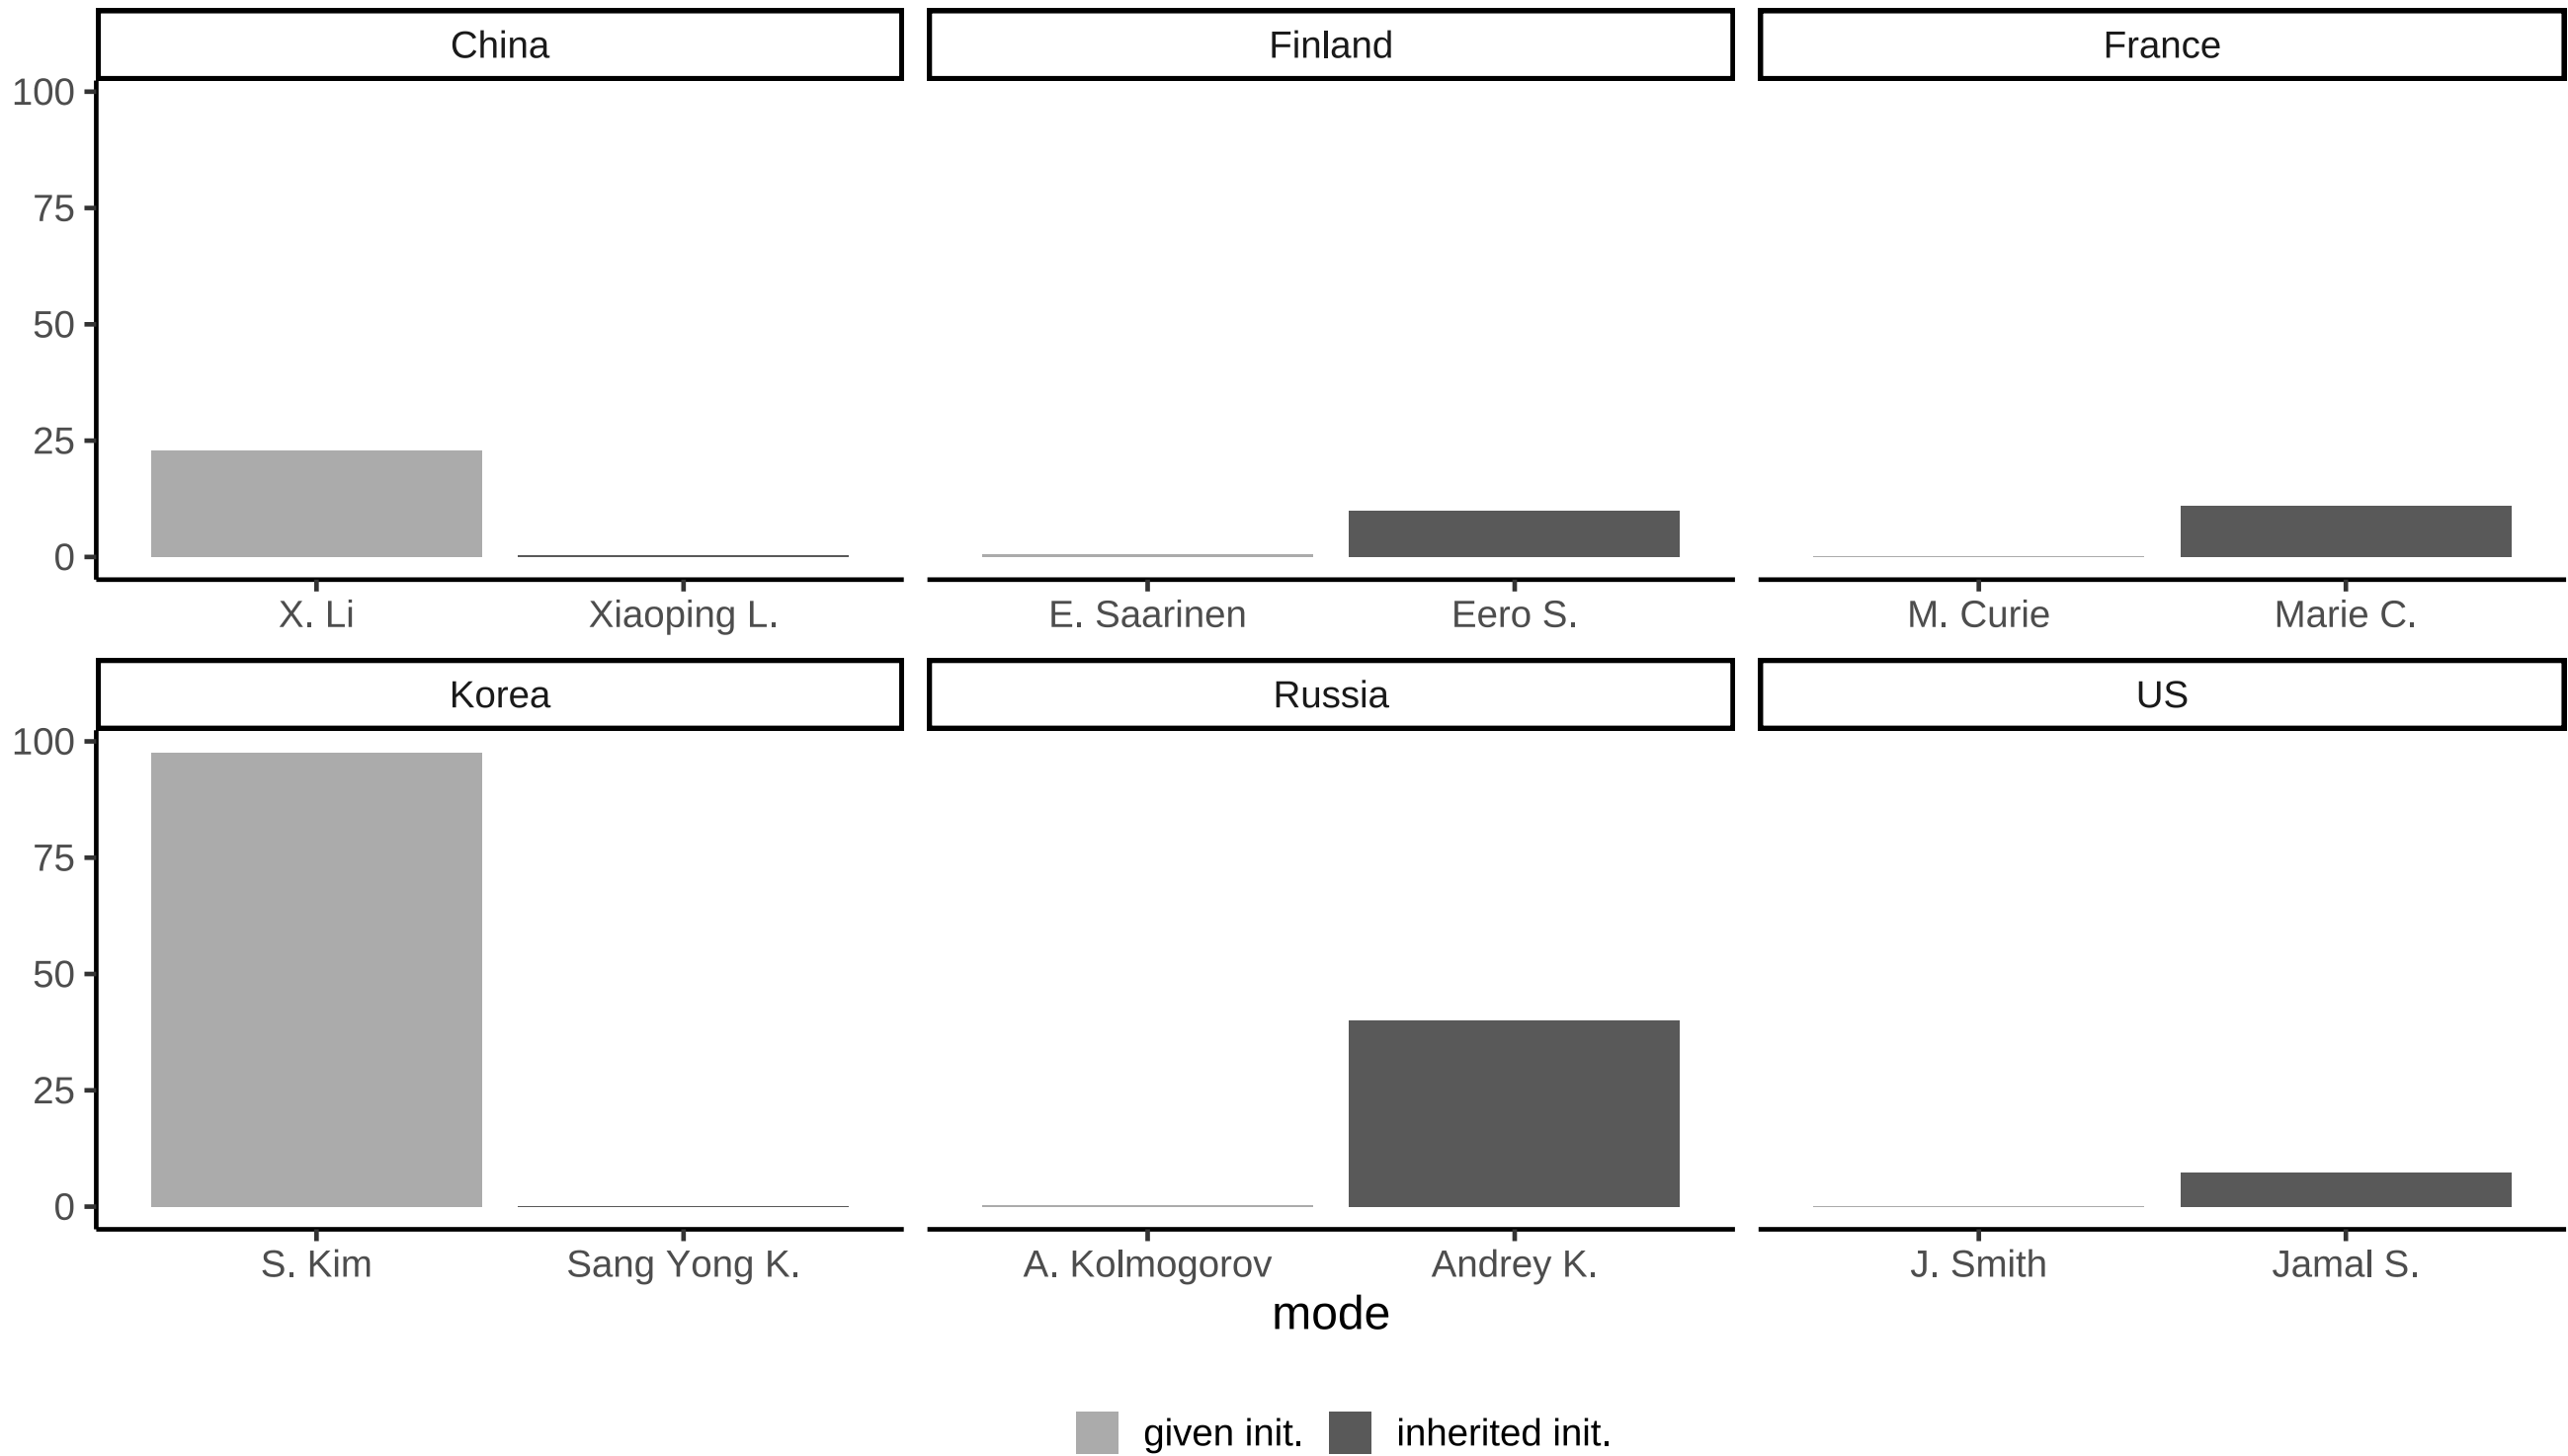 China Finland France
100
75
50
25
0
X. Li Xiaoping L. E. Saarinen Eero S. M. Curie Marie C.
Korea Russia US
100
75
50
25
0
S. Kim Sang Yong K. A. Kolmogorov Andrey K. J. Smith Jamal S.
mode
given init. inherited init.